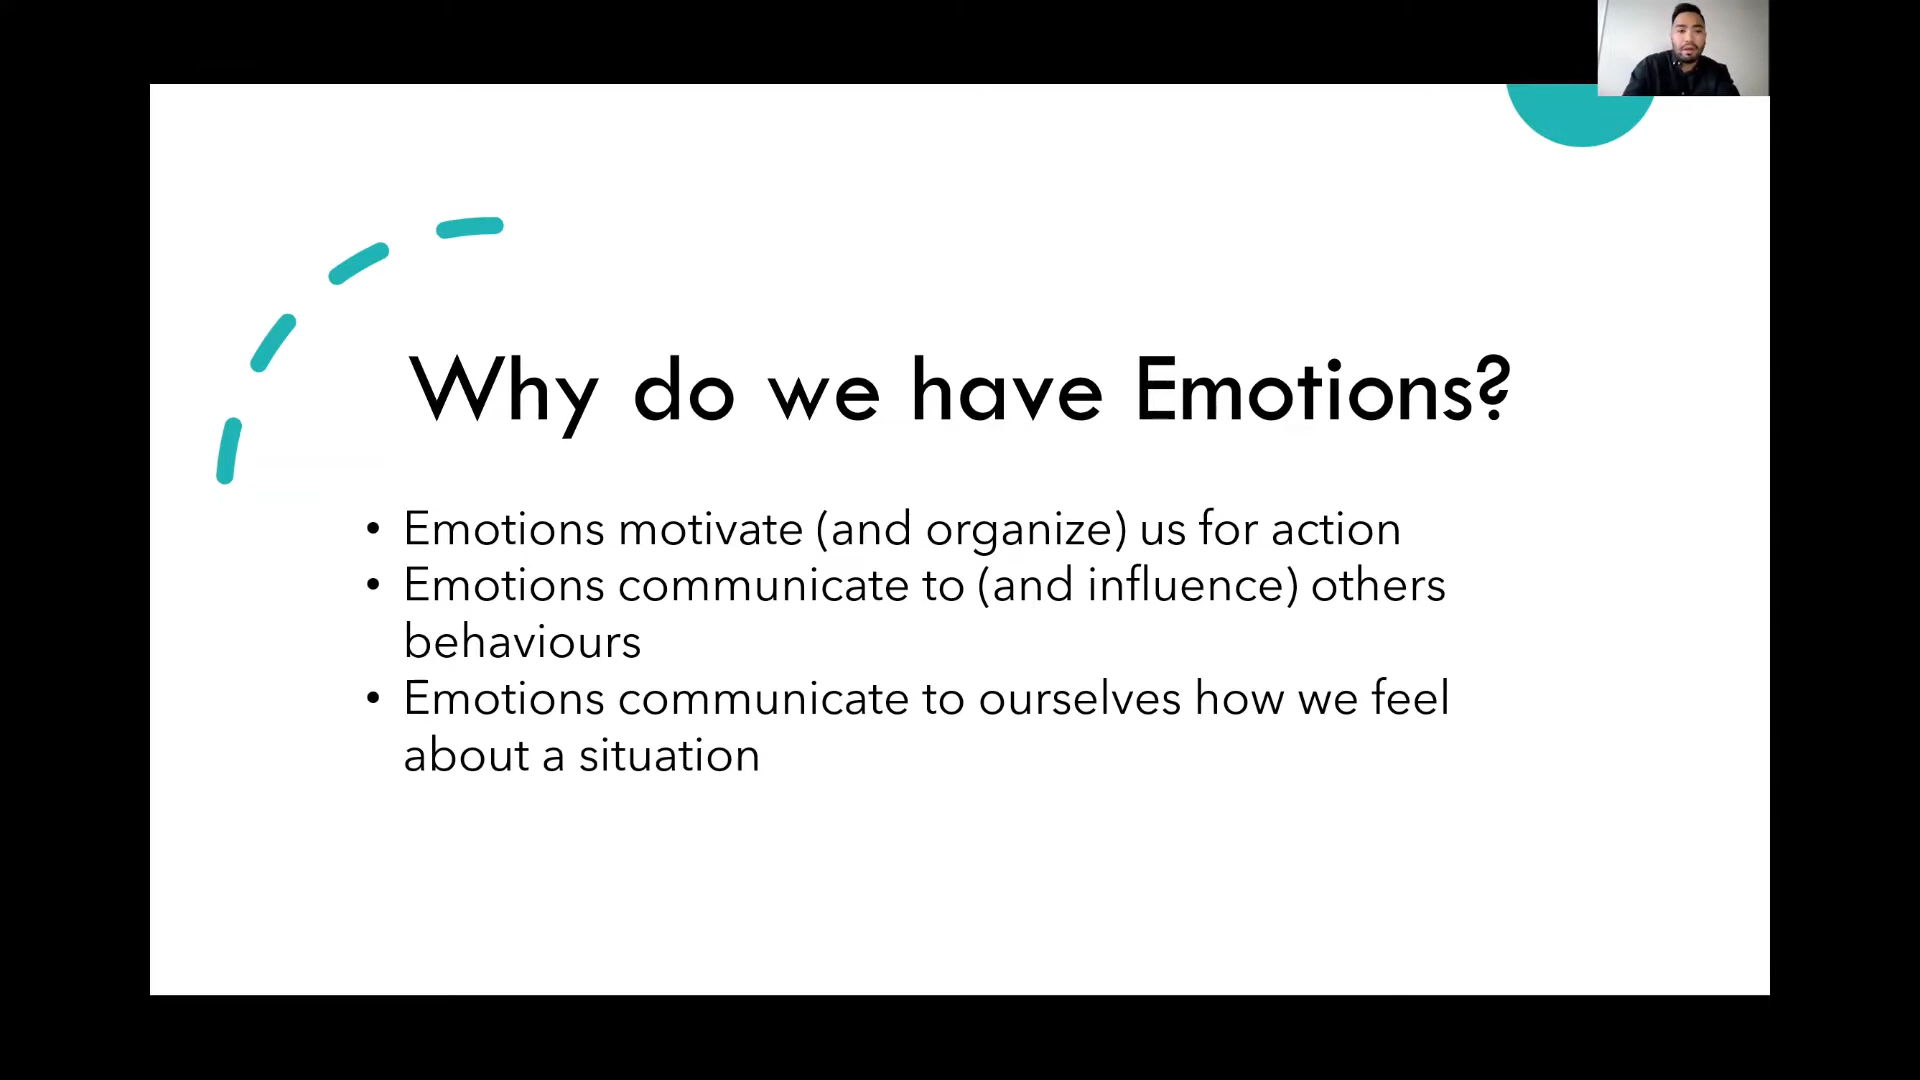 Why do we have Emotions?
• Emotions motivate (and organize) us for action
• Emotions communicate to (and influence) others
behaviours
• Emotions communicate to ourselves how we feel
about a situation